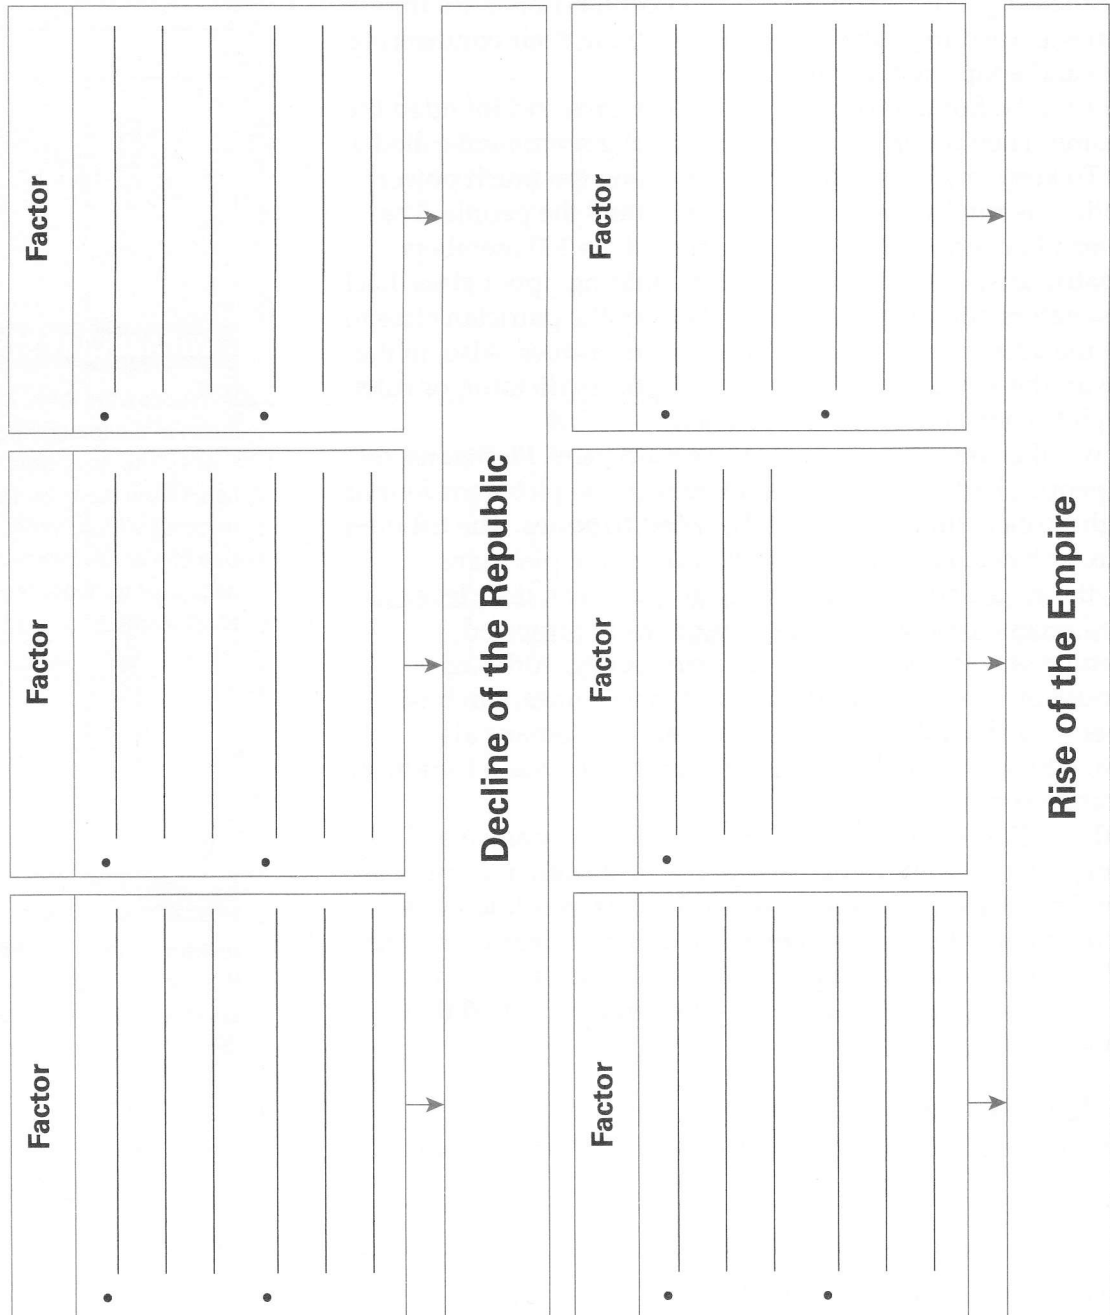 Factor
Factor
Factor
Decline of the Republic
Factor
Factor
Factor
Rise of the Empire